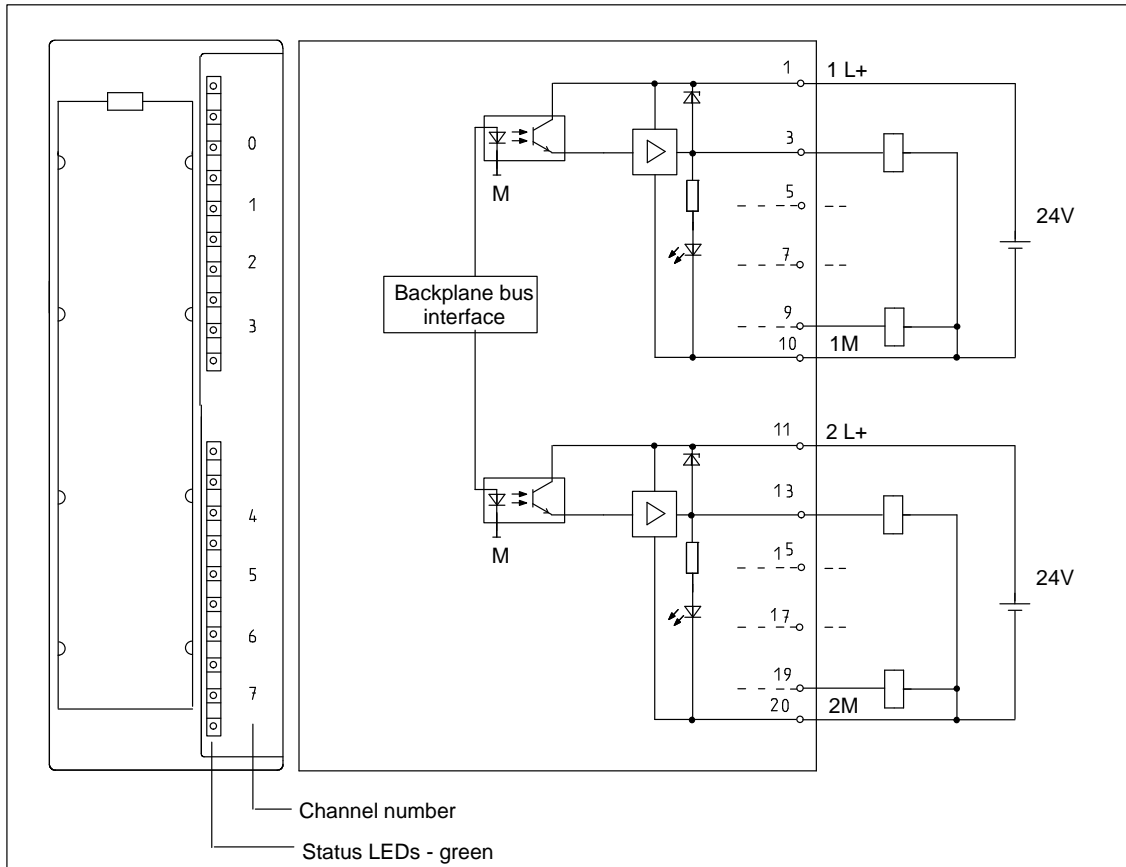 0
1
2
3
4
5
6
7
Channel number
Status LEDs - green
Backplane bus
interface
M
1
1 L+
3
5
7
9
10
1M
24V
M
11
2 L+
13
15
17
19
20
2M
24V